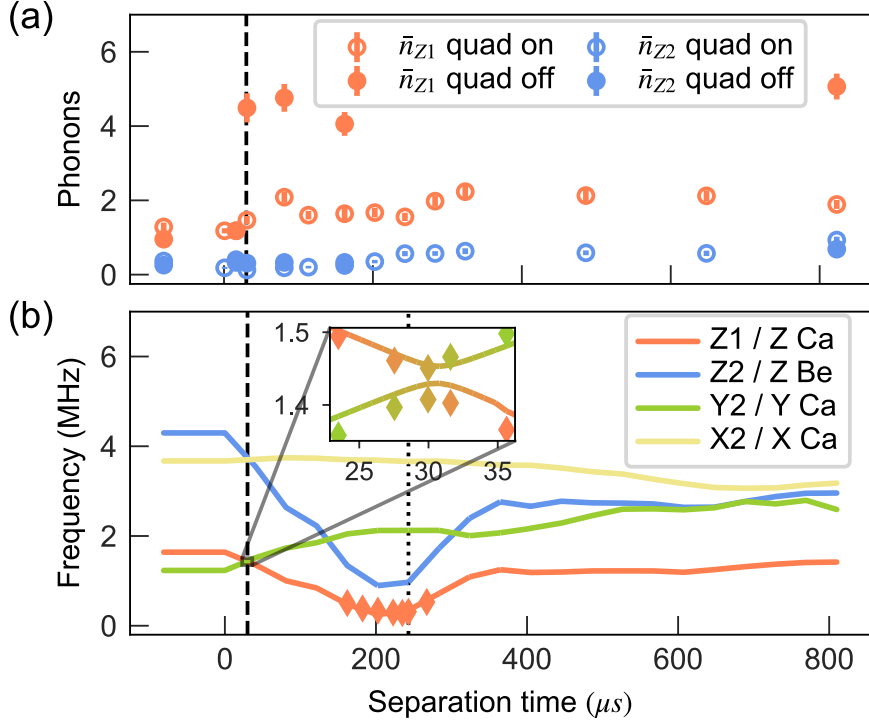 (a)
Phonons
6
4
2
0
n̄Z1 quad on
n̄Z2 quad on
n̄Z1 quad off
n̄Z2 quad off
(b)
Frequency (MHz)
6
4
2
0
1.5
1.4
25 30 35
Z1 / Z Ca
Z2 / Z Be
Y2 / Y Ca
X2 / X Ca
0 200 400 600 800
Separation time (μs)